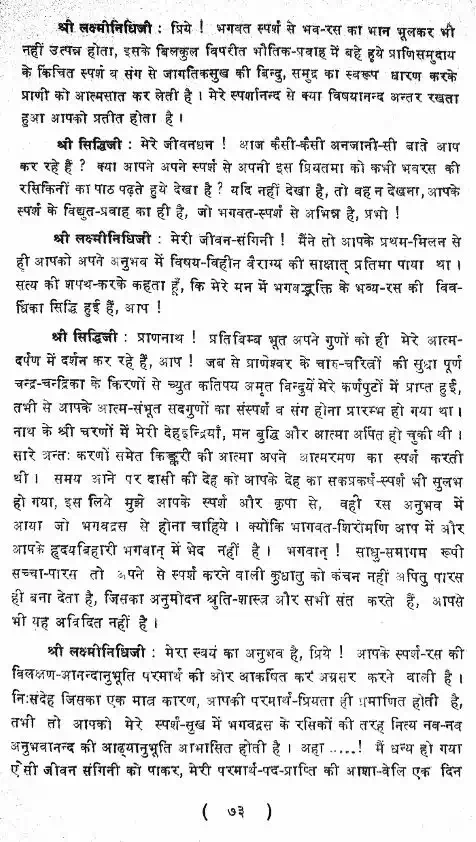 श्री लक्ष्मीनिधिजी : प्रिये ! भगवत स्पर्श से भव-रस का भान भूलकर भी
नहीं उत्पन्न होता, इसके बिलकुल विपरीत भौतिक-प्रवाह में बहे हुये प्राणिसमुदाय
के किंचित स्पर्श व संग से जागतिकसुख की बिन्दु, समुद्र का स्वरूप धारण करके
प्राणी को आत्मसात कर लेती है । मेरे स्पर्शानन्द से क्या विषयानन्द अन्तर रखता
हुआ आपको प्रतीत होता है ।
श्री सिद्धिजी : मेरे जीवनधन ! आज कैसी-कैसी अनजानी-सी बाते आप
कर रहे हैं ? क्या आपने अपने स्पर्श से अपनी इस प्रियतमा को कभी भवरस की
रसिकिनीं का पाठ पढ़ते हुये देखा है ? यदि नहीं देखा है, तो वह न देखना, आपके
स्पर्श के विद्युत-प्रवाह का ही है, जो भगवत-स्पर्श से अभिन्न है, प्रभो !
श्री लक्ष्मीनिधिजी : मेरी जीवन-संगिनी ! मैंने तो आपके प्रथम-मिलन से
ही आपको अपने अनुभव में विषय-विहीन वैराग्य की साक्षात् प्रतिमा पाया था ।
सत्य की शपथ-करके कहता हूँ, कि मेरे मन में भगवद्भक्ति के भव्य-रस की विव-
र्धिका सिद्धि हुई हैं, आप !
श्री सिद्धिजी : प्राणनाथ ! प्रतिबिम्ब भूत अपने गुणों को ही मेरे आत्म-
दर्पण में दर्शन कर रहे हैं, आप ! जब से प्राणेश्वर के चारु-चरित्रों की सुधा पूर्ण
चन्द्र-चन्द्रिका के किरणों से च्युत कतिपय अमृत विन्दुयें मेरे कर्णपुटों में प्राप्त हुई,
तभी से आपके आत्म-संभूत सदगुणों का संस्पर्श व संग होना प्रारम्भ हो गया था ।
नाथ के श्री चरणों में मेरी देहइन्द्रियाँ, मन बुद्धि और आत्मा अर्पित हो चुकी थी ।
सारे अन्तः करणों समेत किङ्करी की आत्मा अपने आत्मरमण का स्पर्श करती
थी । समय आने पर दासी की देह को आपके देह का सकप्रकर्ष-स्पर्श भी सुलभ
हो गया, इस लिये मुझे आपके स्पर्श और कृपा से, वही रस अनुभव में
आया जो भगवद्रस से होना चाहिये । क्योंकि भागवत-शिरोमणि आप में और
आपके हृदयबिहारी भगवान् में भेद नहीं है । भगवान् ! साधु-समागम रूपी
सच्चा-पारस तो अपने से स्पर्श करने वाली कुधातु को कंचन नहीं अपितु पारस
ही बना देता है, जिसका अनुमोदन श्रुति-शास्त्र और सभी संत करते हैं, आपसे
भी यह अविदित नहीं है ।
श्री लक्ष्मीनिधिजी : मेरा स्वयं का अनुभव है, प्रिये ! आपके स्पर्श-रस की
विलक्षण-आनन्दानुभूति परमार्थ की ओर आकर्षित कर अग्रसर करने वाली है ।
निःसंदेह जिसका एक मात्र कारण, आपकी परमार्थ-प्रियता ही प्रमाणित होती है,
तभी तो आपको मेरे स्पर्श-सुख में भगवद्रस के रसिकों की तरह नित्य नव-नव
अनुभवानन्द की आढ्यानुभूति आभासित होती है । अहा .....! मैं धन्य हो गया
ऐसी जीवन संगिनी को पाकर, मेरी परमार्थ-पद-प्राप्ति की आशा-वेलि एक दिन
( ७३ )